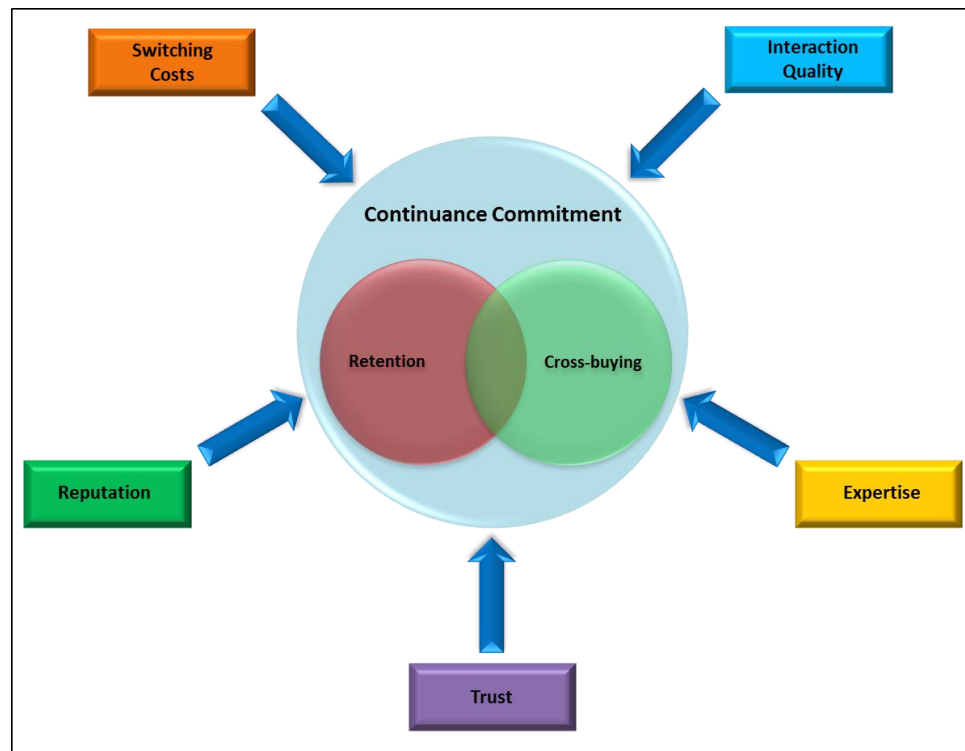 Switching
Costs
Interaction
Quality
Continuance Commitment
Retention
Cross-buying
Reputation
Expertise
Trust